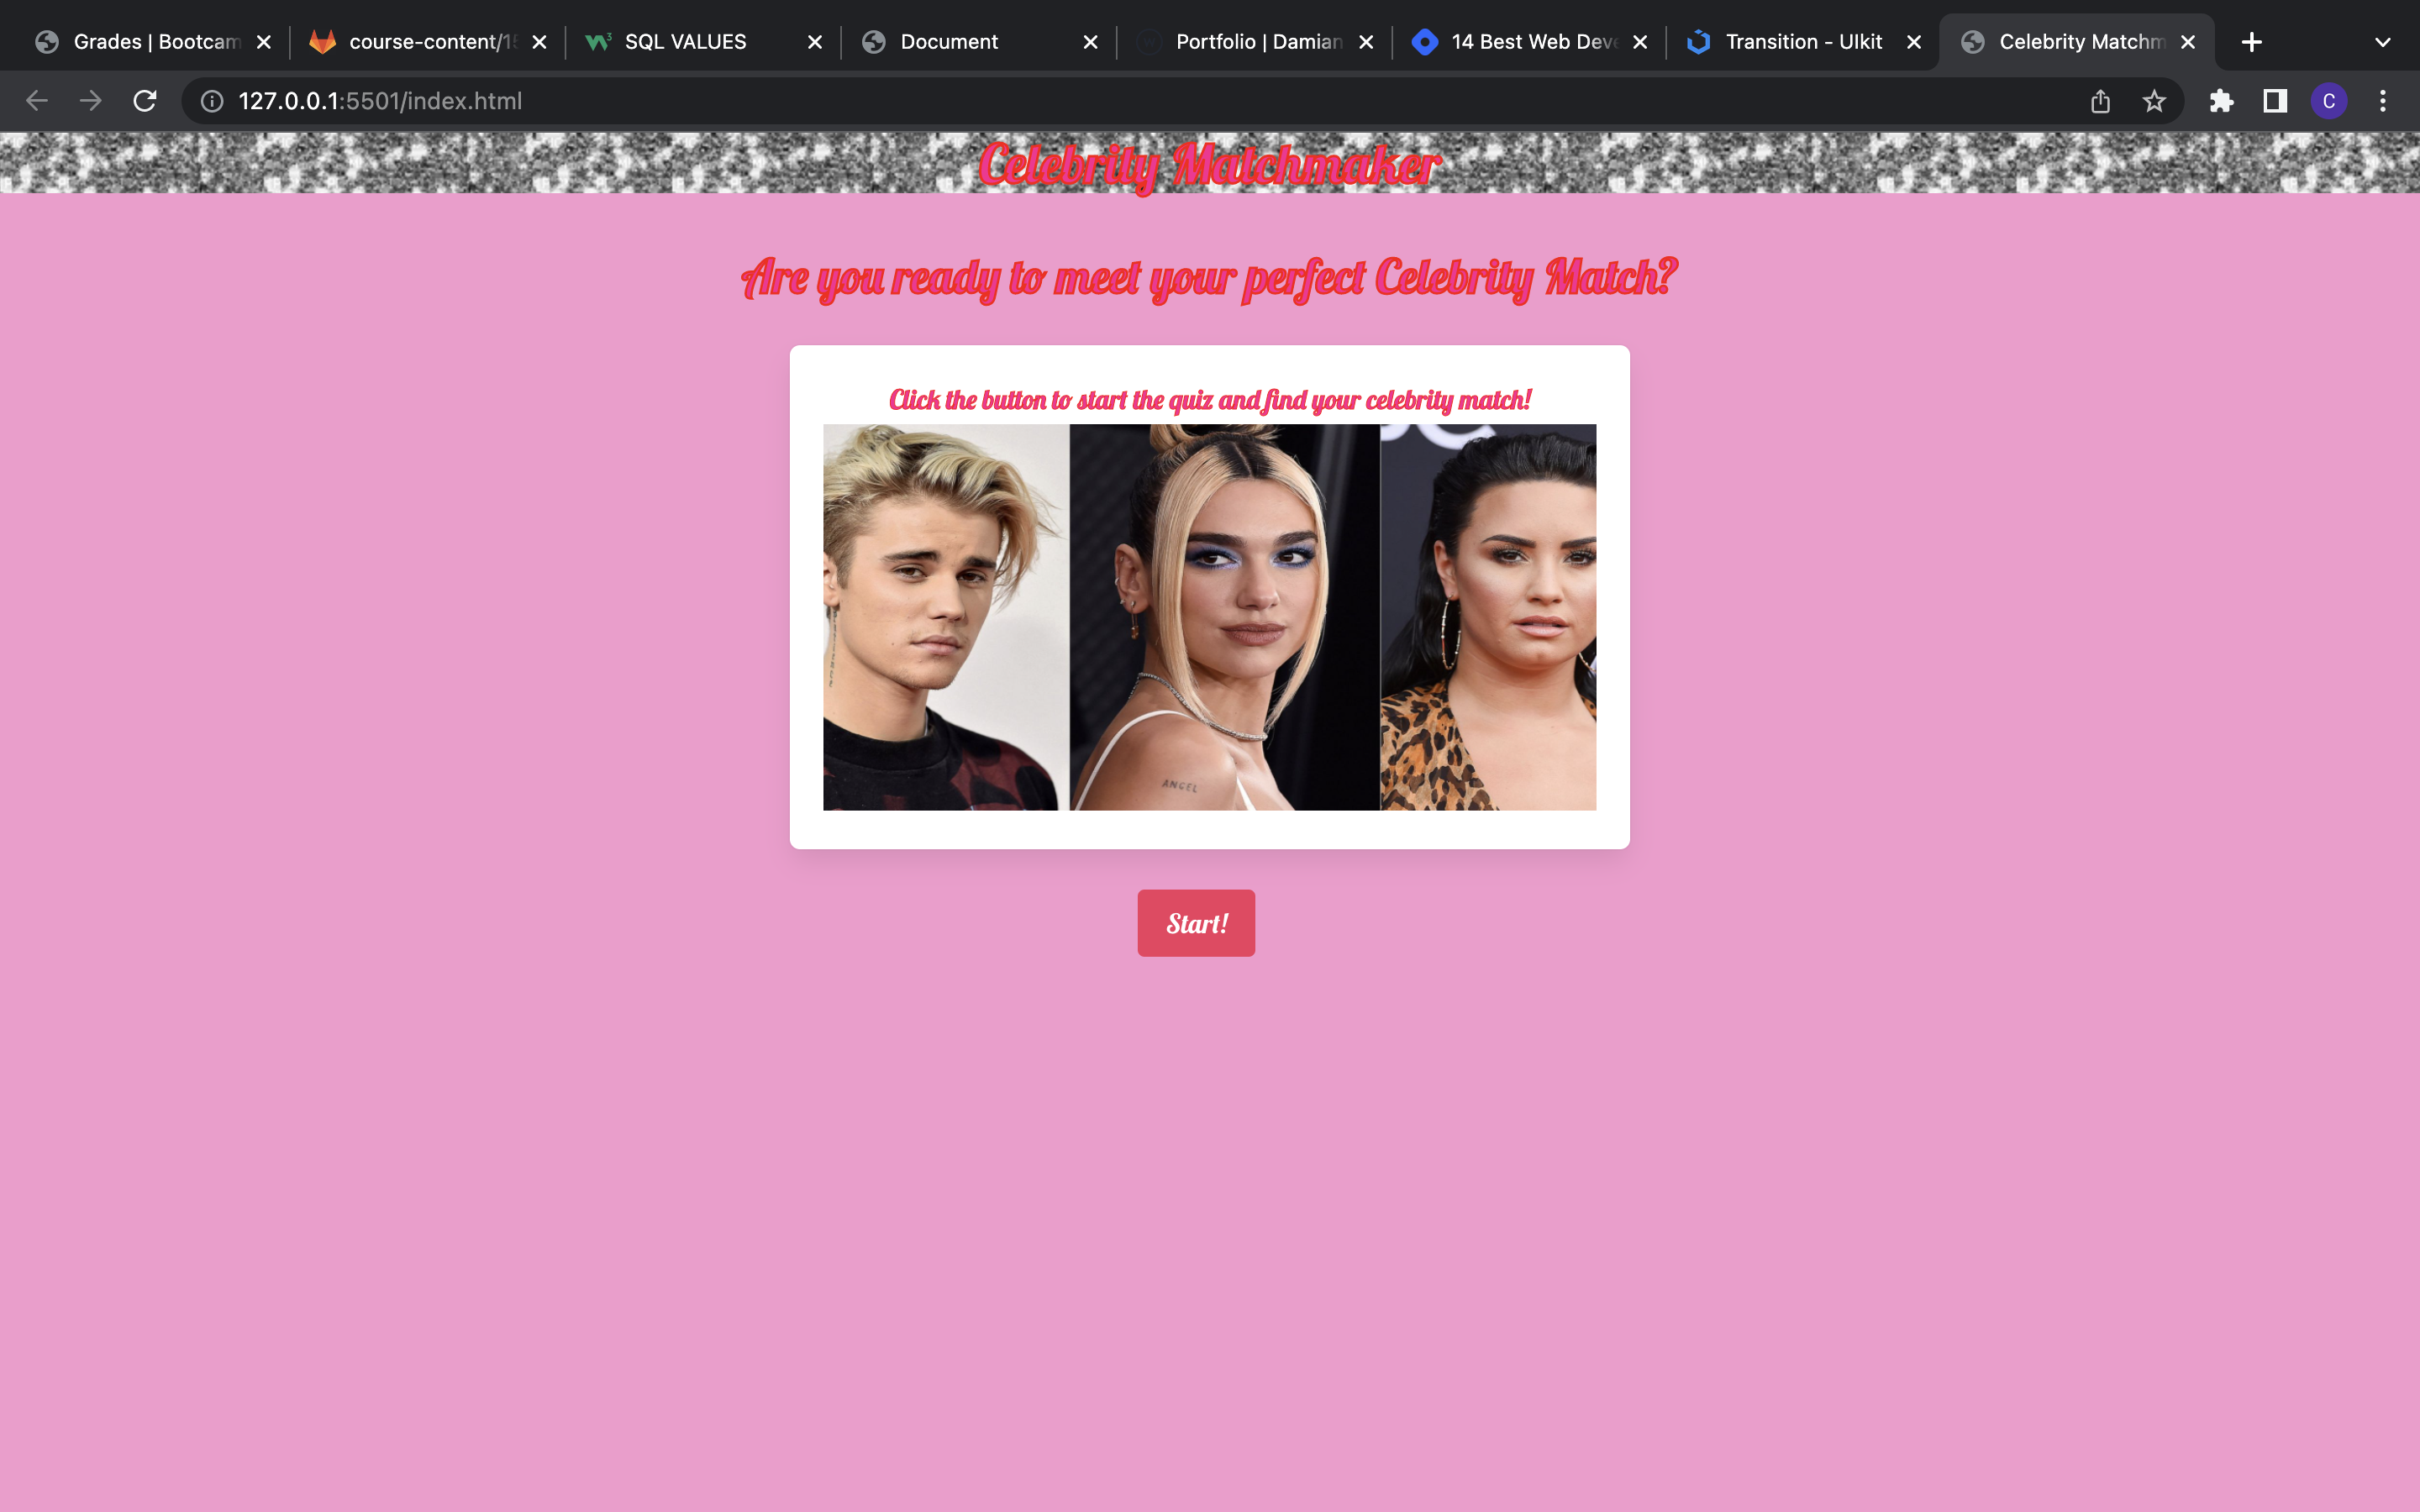 Grades | Bootcam
course-content/15
SQL VALUES
Document
Portfolio | Damian
14 Best Web Deve
Transition - UIkit
Celebrity Matchm
127.0.0.1:5501/index.html
C
Celebrity Matchmaker
Are you ready to meet your perfect Celebrity Match?
Click the button to start the quiz and find your celebrity match!
ANGEL
Start!